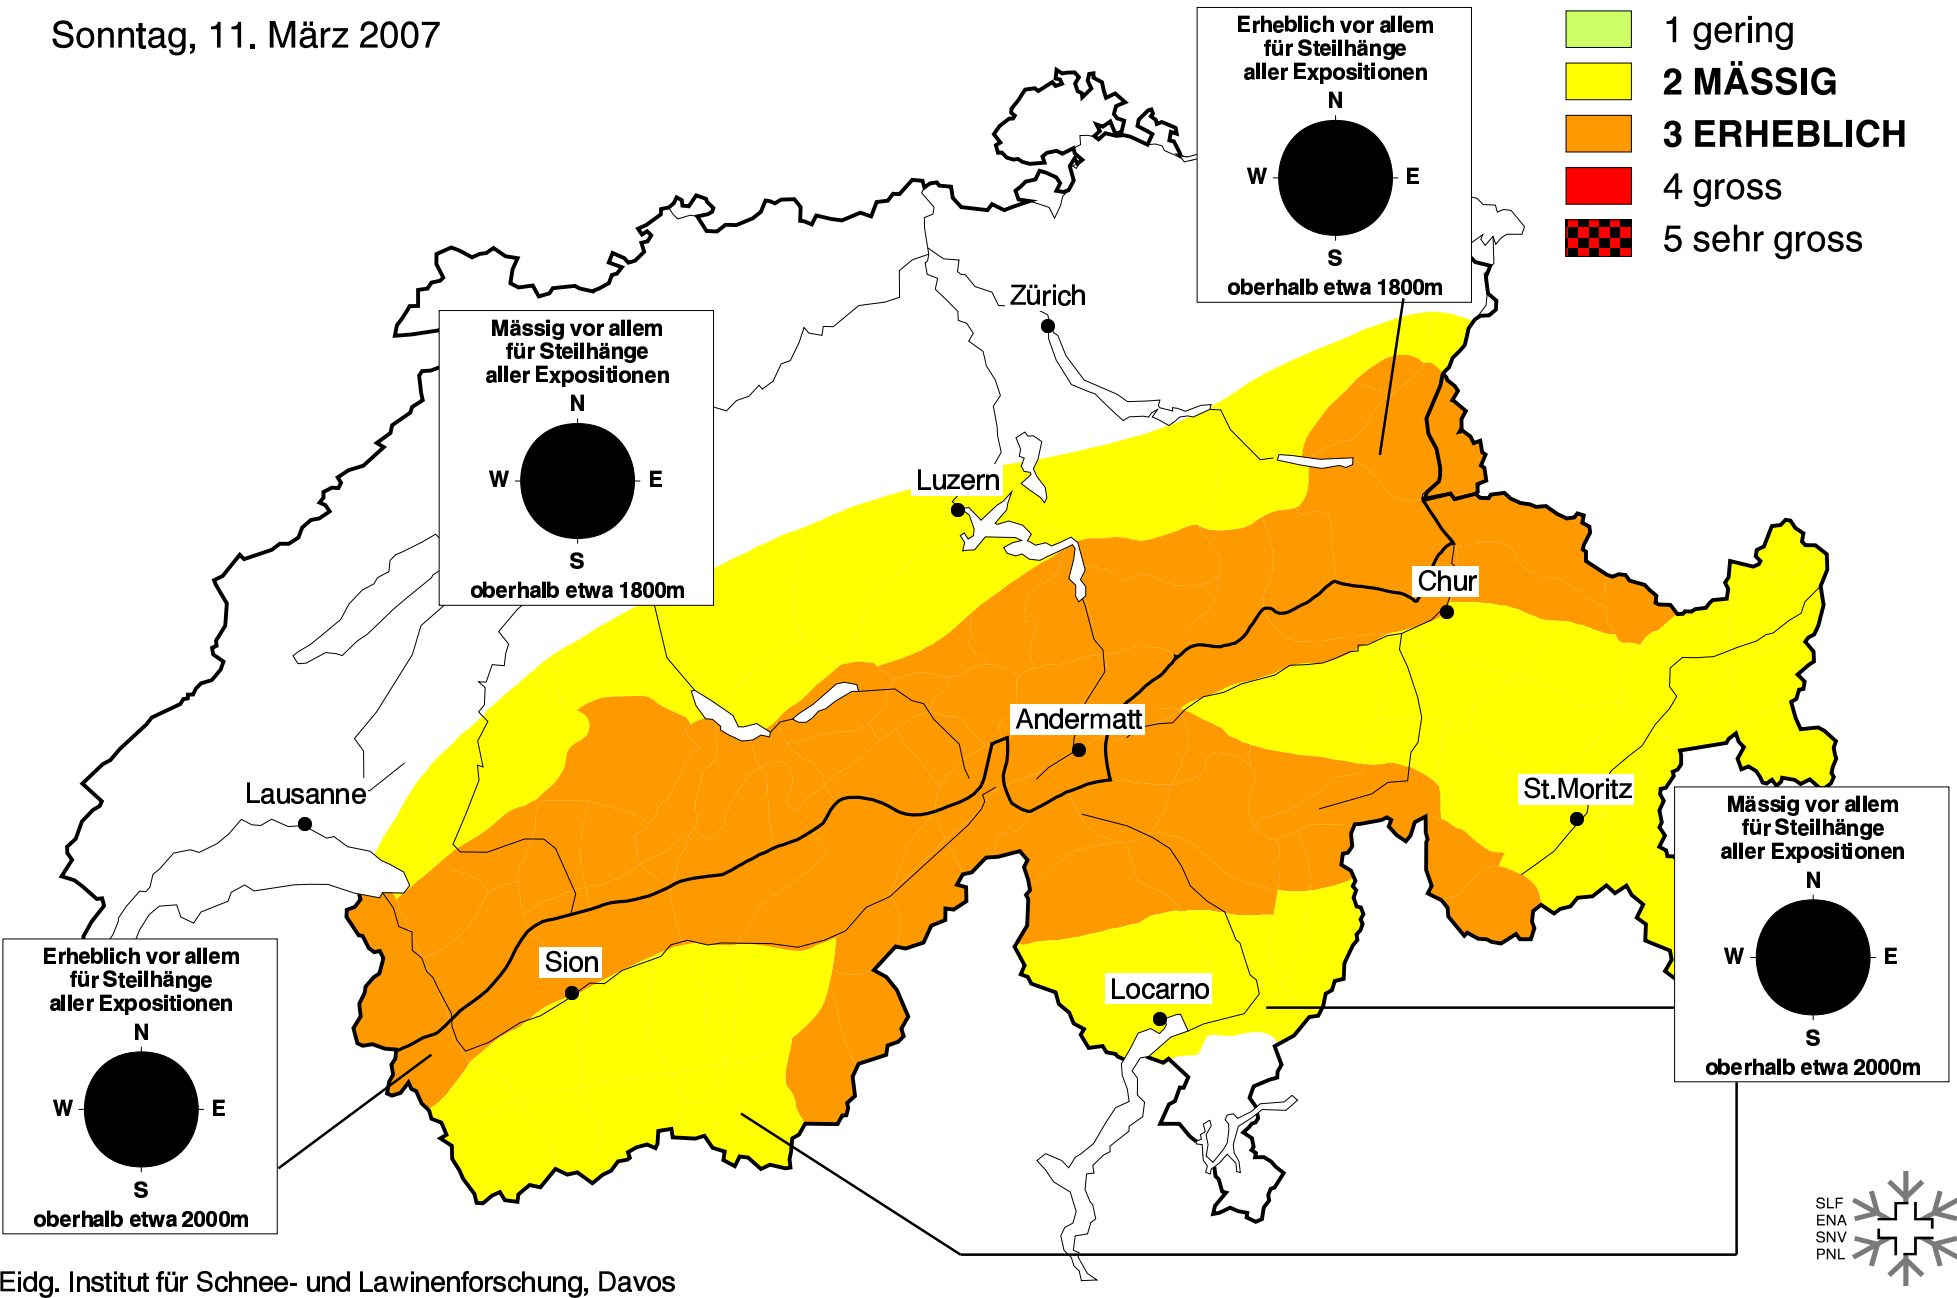 Sonntag, 11. März 2007
Erheblich vor allem
für Steilhänge
aller Expositionen
N
W
E
S
oberhalb etwa 1800m
1 gering
2 MÄSSIG
3 ERHEBLICH
4 gross
5 sehr gross
Mässig vor allem
für Steilhänge
aller Expositionen
N
W
E
S
oberhalb etwa 1800m
Zürich
Luzern
Chur
Andermatt
Lausanne
St.Moritz
Sion
Locarno
Mässig vor allem
für Steilhänge
aller Expositionen
N
W
E
S
oberhalb etwa 2000m
Erheblich vor allem
für Steilhänge
aller Expositionen
N
W
E
S
oberhalb etwa 2000m
SLF
ENA
SNV
PNL
Eidg. Institut für Schnee- und Lawinenforschung, Davos